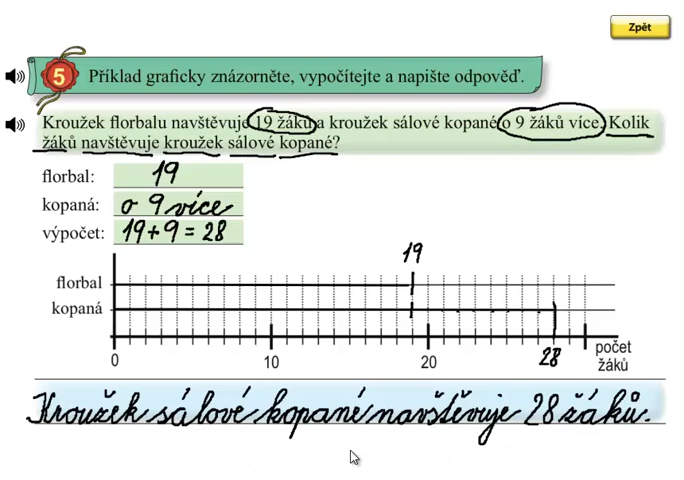 Zpět
5 Příklad graficky znázorněte, vypočítejte a napište odpověď.
Kroužek florbalu navštěvuje 19 žáků a kroužek sálové kopané o 9 žáků více. Kolik
žáků navštěvuje kroužek sálové kopané?
florbal: 19
kopaná: o 9 více
výpočet: 19+9=28
19
florbal
kopaná
0 10 20 28 počet
žáků
Kroužek sálové kopané navštěvuje 28 žáků.